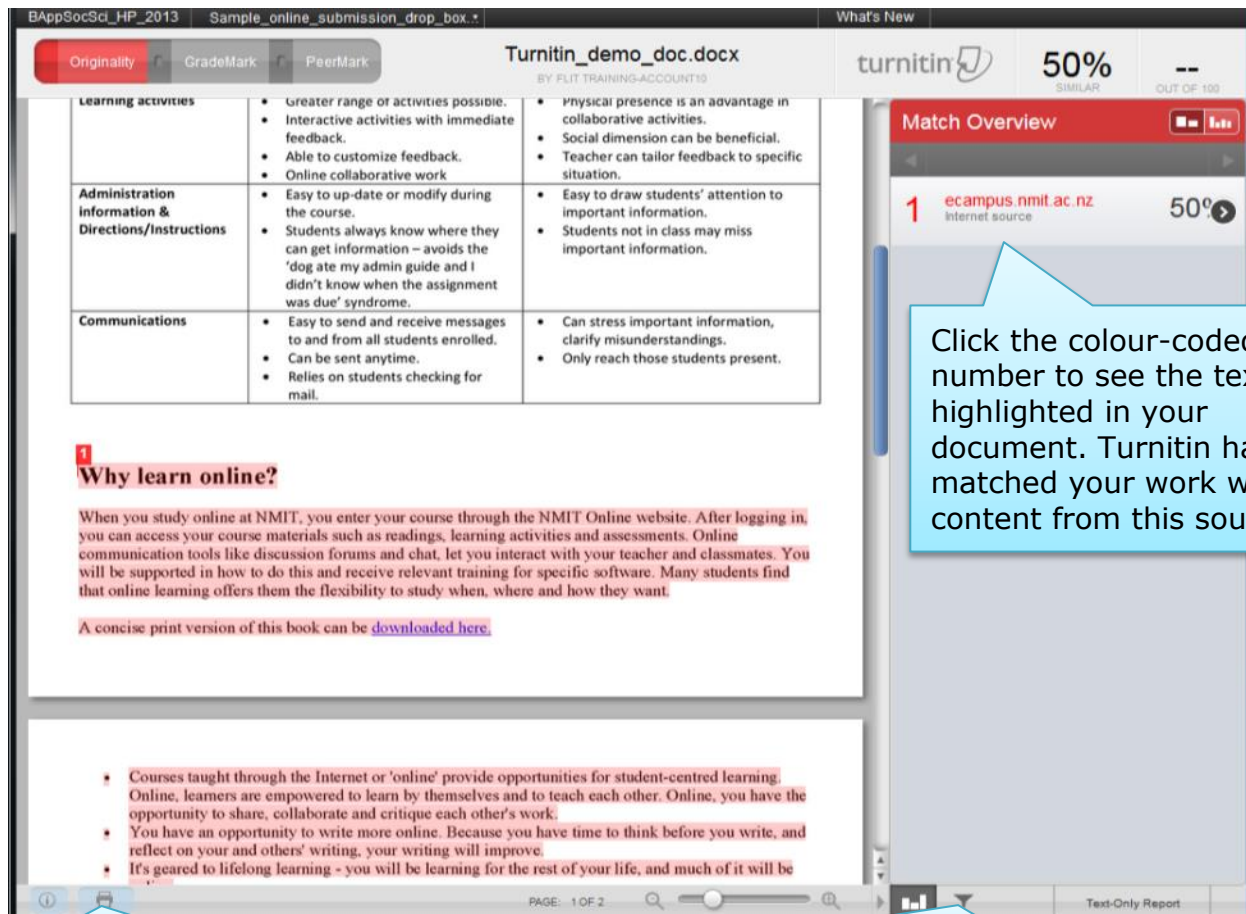 BAppSocSci_HP_2013
Sample_online_submission_drop_box..
What's New
Originality
GradeMark
PeerMark
Turnitin_demo_doc.docx
BY FLIT TRAINING-ACCOUNT10
turnitin
50%
SIMILAR
--
OUT OF 100
Learning activities
• Greater range of activities possible.
• Interactive activities with immediate
feedback.
• Able to customize feedback.
• Online collaborative work
• Physical presence is an advantage in
collaborative activities.
• Social dimension can be beneficial.
• Teacher can tailor feedback to specific
situation.
Administration
information &
Directions/Instructions
• Easy to up-date or modify during
the course.
• Students always know where they
can get information – avoids the
'dog ate my admin guide and I
didn't know when the assignment
was due' syndrome.
• Easy to draw students' attention to
important information.
• Students not in class may miss
important information.
Communications
• Easy to send and receive messages
to and from all students enrolled.
• Can be sent anytime.
• Relies on students checking for
mail.
• Can stress important information,
clarify misunderstandings.
• Only reach those students present.
1
Why learn online?
When you study online at NMIT, you enter your course through the NMIT Online website. After logging in,
you can access your course materials such as readings, learning activities and assessments. Online
communication tools like discussion forums and chat, let you interact with your teacher and classmates. You
will be supported in how to do this and receive relevant training for specific software. Many students find
that online learning offers them the flexibility to study when, where and how they want.
A concise print version of this book can be downloaded here.
• Courses taught through the Internet or 'online' provide opportunities for student-centred learning.
Online, learners are empowered to learn by themselves and to teach each other. Online, you have the
opportunity to share, collaborate and critique each other's work.
• You have an opportunity to write more online. Because you have time to think before you write, and
reflect on your and others' writing, your writing will improve.
• It's geared to lifelong learning - you will be learning for the rest of your life, and much of it will be
Match Overview
1
ecampus.nmit.ac.nz
Internet source
50%
Click the colour-coded
number to see the
highlighted in your
document. Turnitin
matched your work
content from this
PAGE: 1 OF 2
Text-Only Report